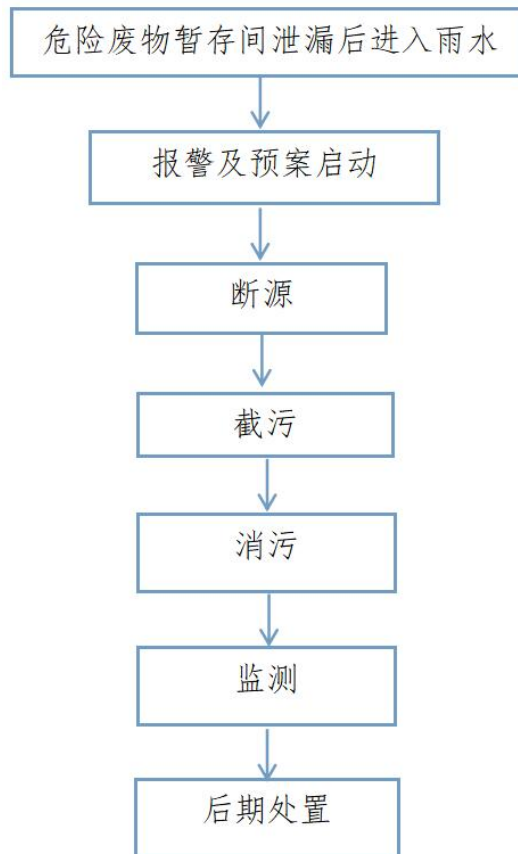 危险废物暂存间泄漏后进入雨水
报警及预案启动
断源
截污
消污
监测
后期处置